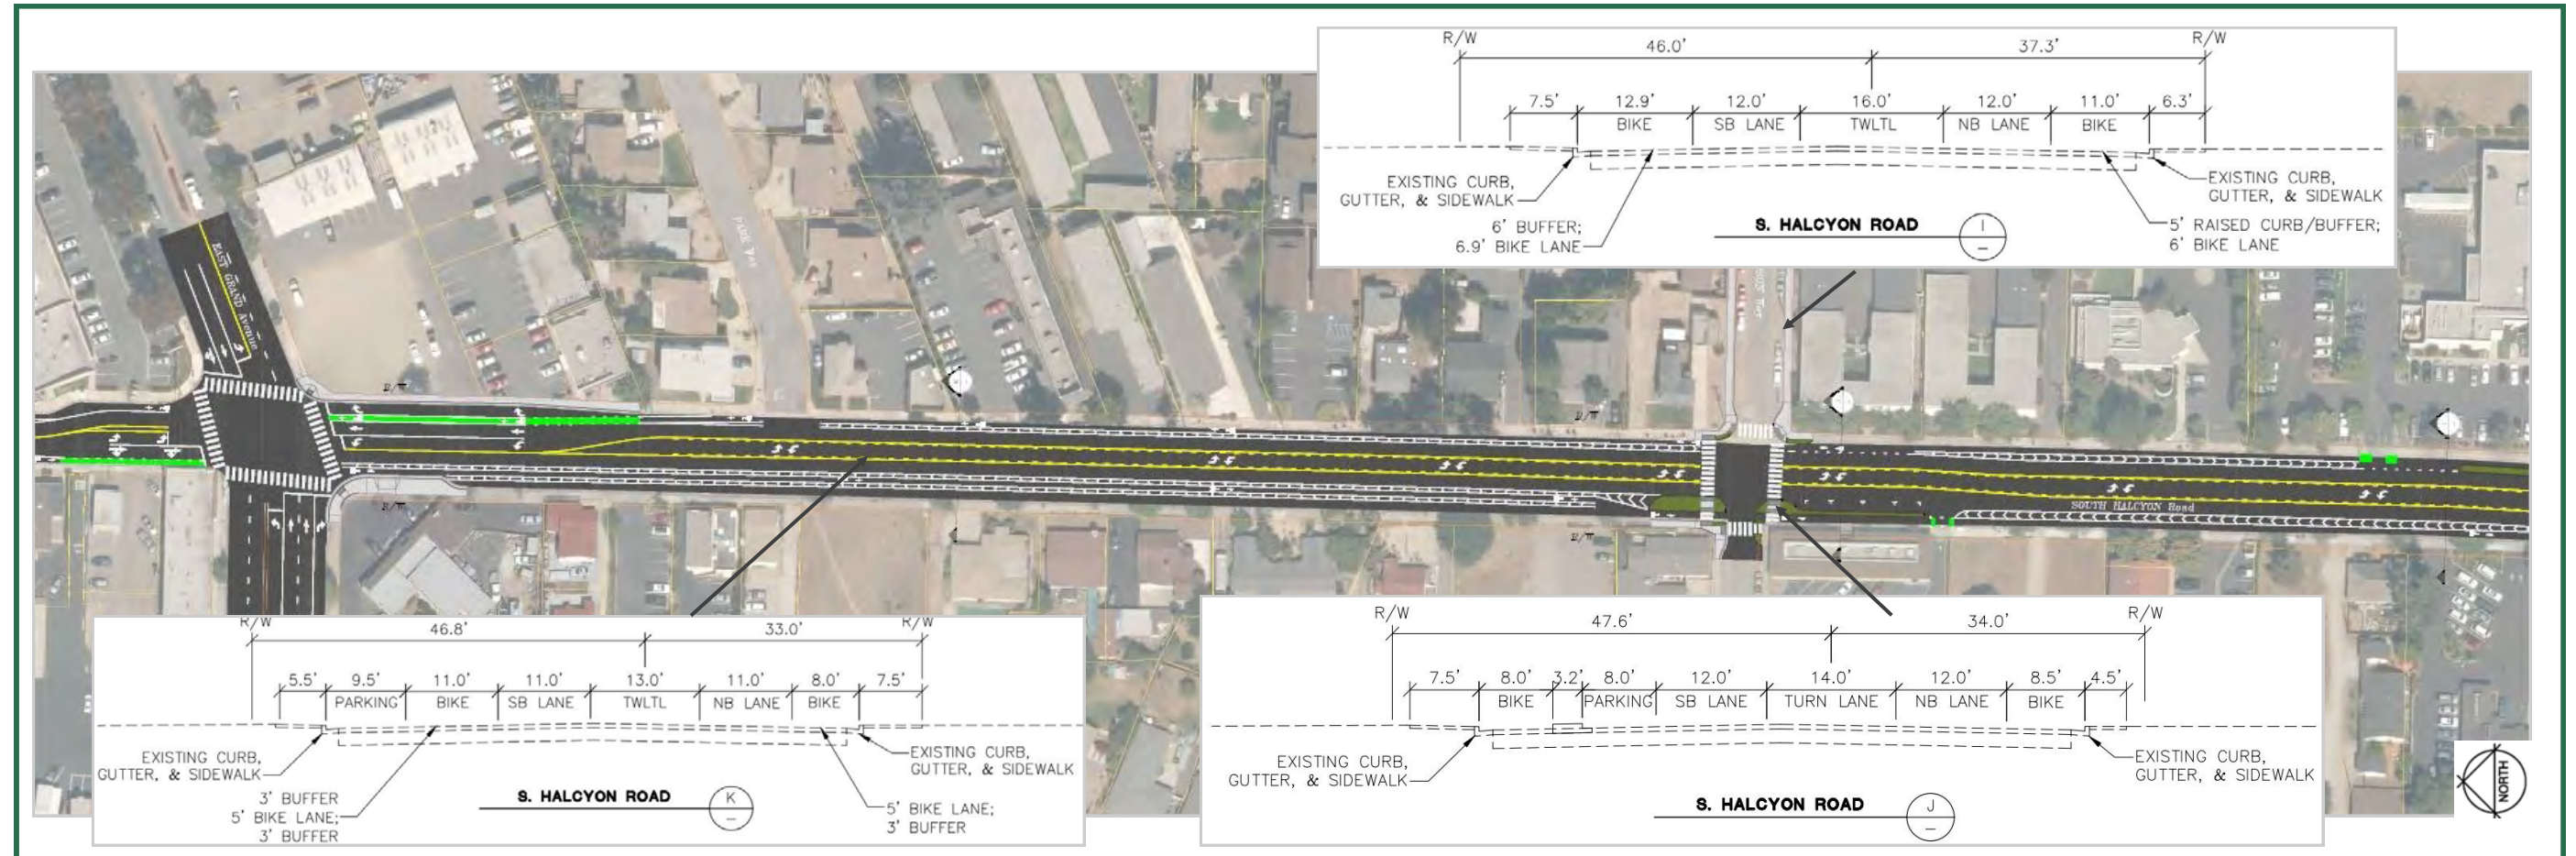 R/W R/W
46.0' 37.3'
7.5' 12.9' 12.0' 16.0' 12.0' 11.0' 6.3'
BIKE SB LANE TWLTL NB LANE BIKE
EXISTING CURB,
GUTTER, & SIDEWALK
EXISTING CURB,
GUTTER, & SIDEWALK
6' BUFFER;
6.9' BIKE LANE
S. HALCYON ROAD
I
5' RAISED CURB/BUFFER;
6' BIKE LANE
EAST GRAND Avenue
R/W
R/W
R/W
R/W
SOUTH HALCYON Road
R/W R/W
46.8' 33.0'
5.5' 9.5' 11.0' 11.0' 13.0' 11.0' 8.0' 7.5'
PARKING BIKE SB LANE TWLTL NB LANE BIKE
EXISTING CURB,
GUTTER, & SIDEWALK
EXISTING CURB,
GUTTER, & SIDEWALK
3' BUFFER
5' BIKE LANE;
3' BUFFER
S. HALCYON ROAD
K
5' BIKE LANE;
3' BUFFER
R/W R/W
47.6' 34.0'
7.5' 8.0' 3.2' 8.0' 12.0' 14.0' 12.0' 8.5' 4.5'
BIKE PARKING SB LANE TURN LANE NB LANE BIKE
EXISTING CURB,
GUTTER, & SIDEWALK
EXISTING CURB,
GUTTER, & SIDEWALK
S. HALCYON ROAD
J
NORTH